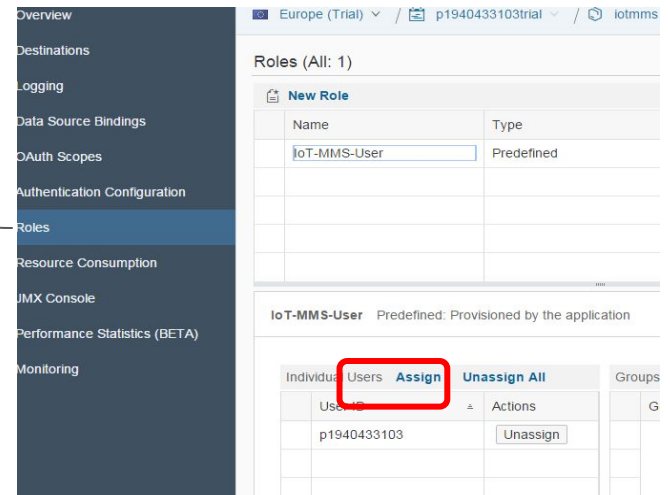 Overview
Destinations
Logging
Data Source Bindings
OAuth Scopes
Authentication Configuration
Roles
Resource Consumption
JMX Console
Performance Statistics (BETA)
Monitoring
Europe (Trial) / p1940433103trial / iotmms
Roles (All: 1)
New Role
Name Type
IoT-MMS-User Predefined
IoT-MMS-User Predefined: Provisioned by the application
Individual Users Assign Unassign All Groups
User ID Actions G
p1940433103 Unassign